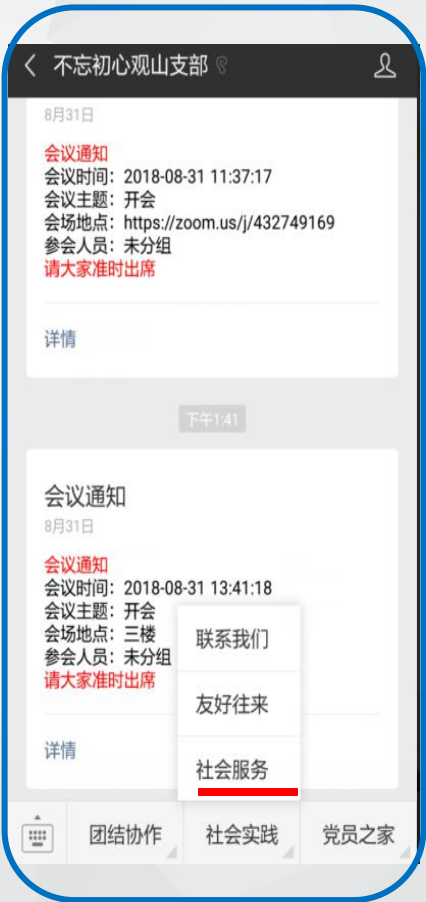 不忘初心观山支部
8月31日
会议通知
会议时间：2018-08-31 11:37:17
会议主题：开会
会场地点：https://zoom.us/j/432749169
参会人员：未分组
请大家准时出席
详情
下午1:41
会议通知
8月31日
会议通知
会议时间：2018-08-31 13:41:18
会议主题：开会
会场地点：三楼
参会人员：未分组
请大家准时出席
详情
联系我们
友好往来
社会服务
团结协作
社会实践
党员之家